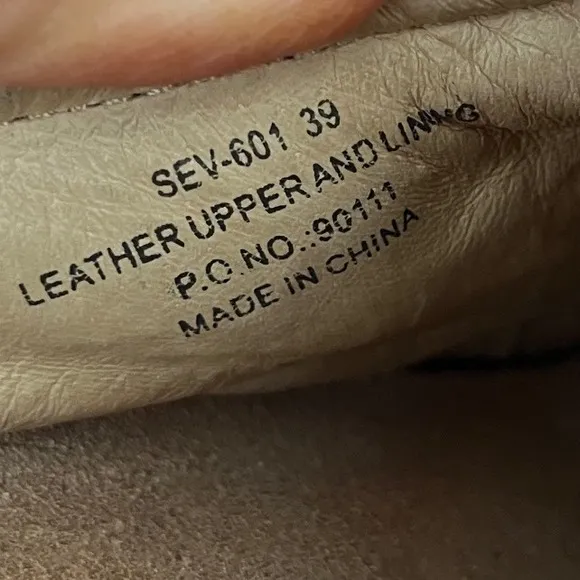 SEV-601 39
LEATHER UPPER AND LINING
P.O.NO.:90111
MADE IN CHINA